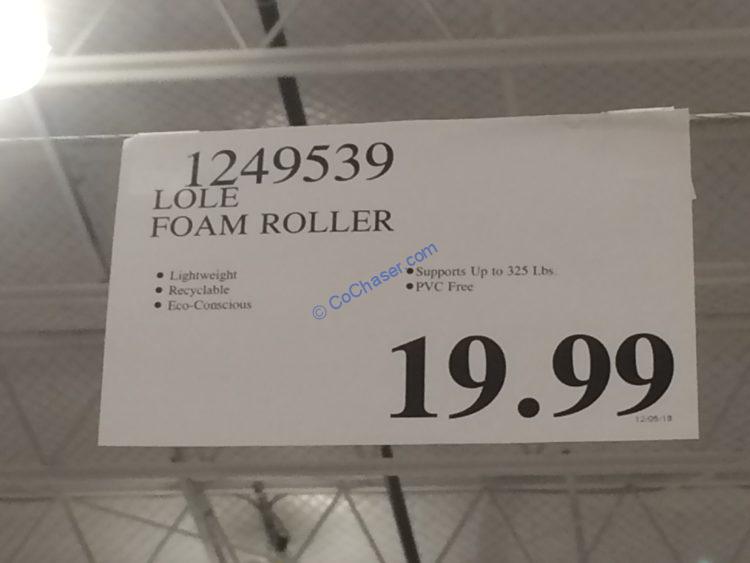 1249539
LOLE
FOAM ROLLER
• Lightweight
• Recyclable
• Eco-Conscious
• Supports Up to 325 Lbs.
• PVC Free
© CoChaser.com
19.99
12/05/18